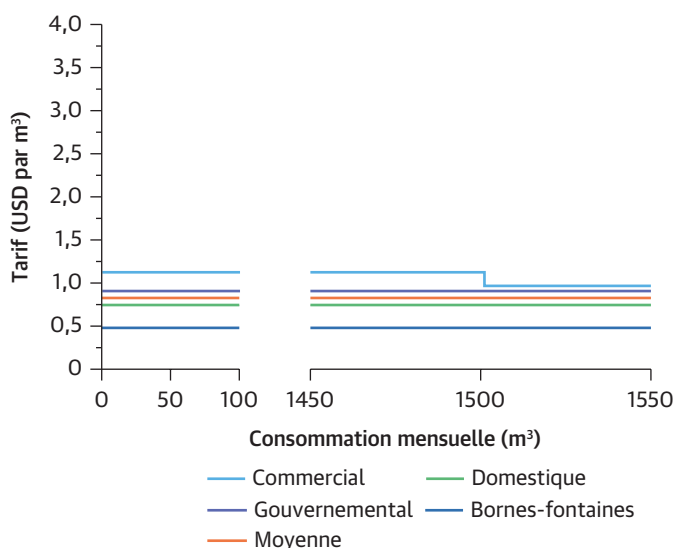 4,0
3,5
3,0
2,5
2,0
1,5
1,0
0,5
0
Tarif (USD par m³)
0 50 100 1450 1500 1550
Consommation mensuelle (m³)
Commercial Domestique
Gouvernemental Bornes-fontaines
Moyenne